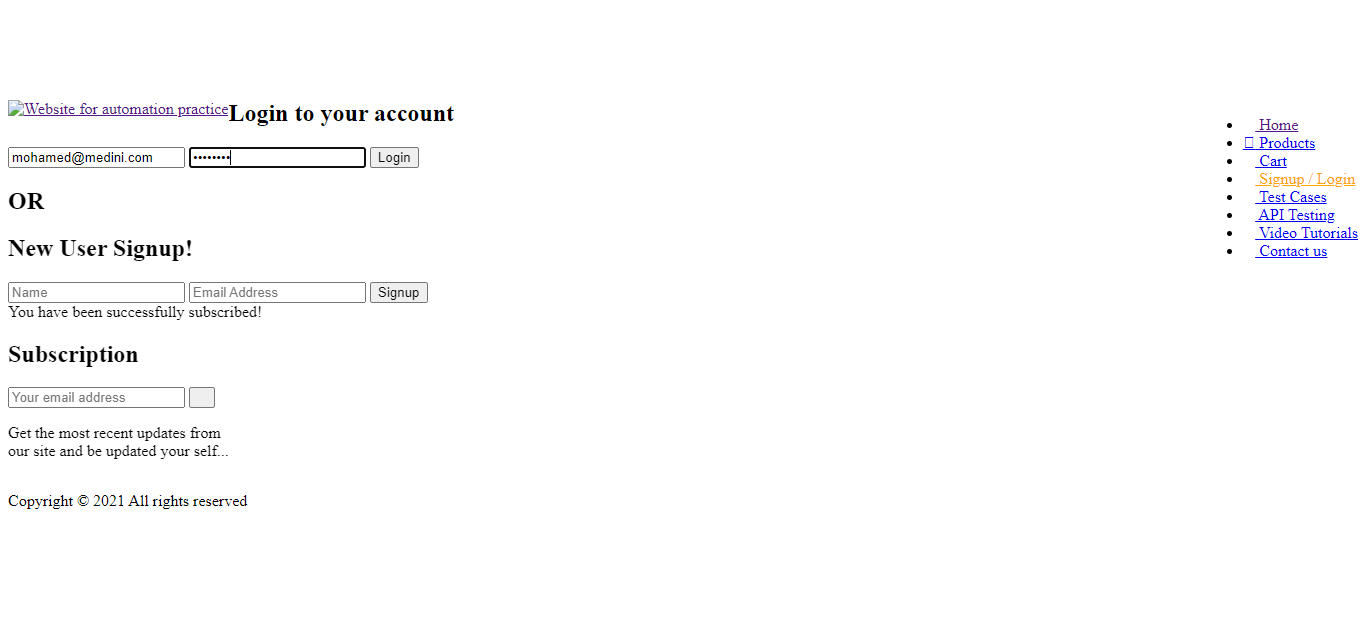 Website for automation practice
Login to your account
mohamed@medini.com •••••••• Login
OR
New User Signup!
Name Email Address Signup
You have been successfully subscribed!
Subscription
Your email address
Get the most recent updates from
our site and be updated your self...
Copyright © 2021 All rights reserved
Home
Products
Cart
Signup / Login
Test Cases
API Testing
Video Tutorials
Contact us